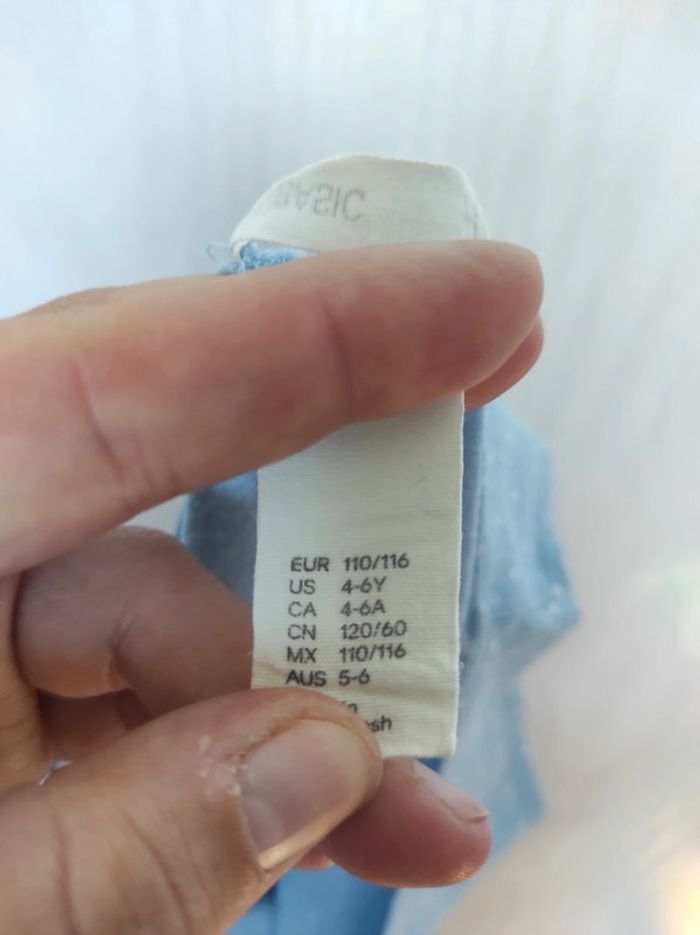 BASIC
EUR 110/116
US 4-6Y
CA 4-6A
CN 120/60
MX 110/116
AUS 5-6